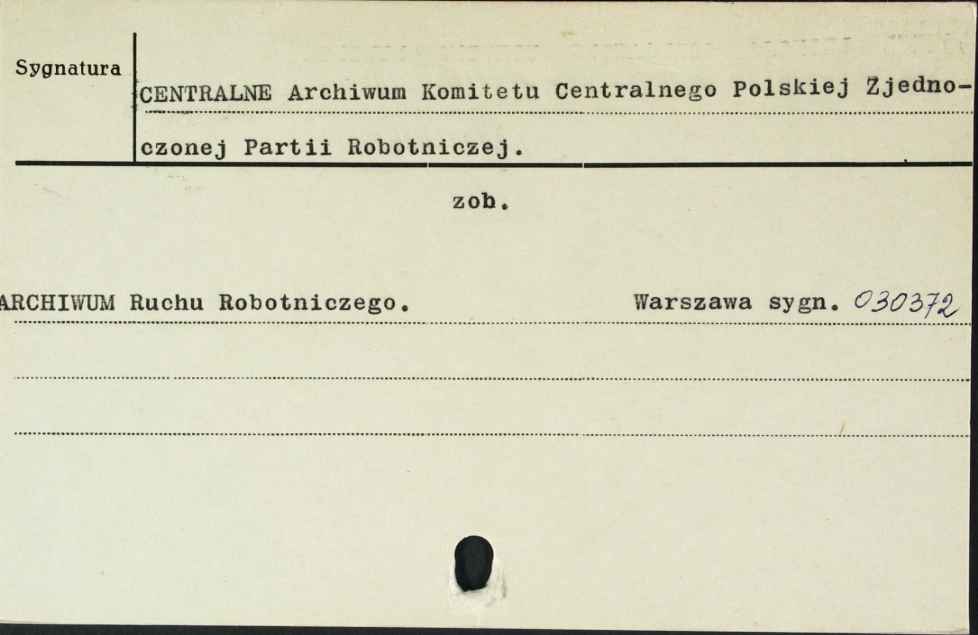 Sygnatura
CENTRALNE Archiwum Komitetu Centralnego Polskiej Zjedno-
czonej Partii Robotniczej.
zob.
ARCHIWUM Ruchu Robotniczego. Warszawa sygn. 030372